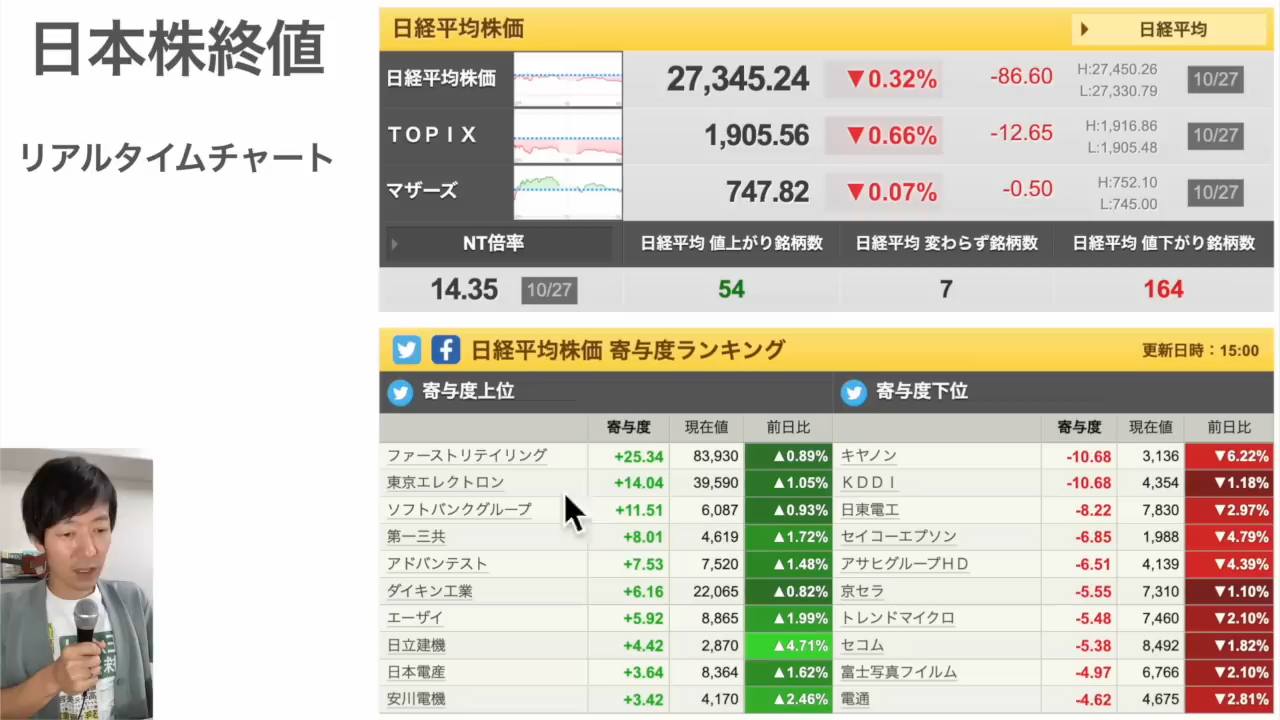 日本株終値
リアルタイムチャート
日経平均株価 日経平均
日経平均株価 27,345.24 ▼0.32% -86.60 H:27,450.26 L:27,330.79 10/27
TOPIX 1,905.56 ▼0.66% -12.65 H:1,916.86 L:1,905.48 10/27
マザーズ 747.82 ▼0.07% -0.50 H:752.10 L:745.00 10/27
NT倍率 日経平均 値上がり銘柄数 日経平均 変わらず銘柄数 日経平均 値下がり銘柄数
14.35 10/27 54 7 164
日経平均株価 寄与度ランキング 更新日時：15:00
寄与度上位 寄与度下位
寄与度 現在値 前日比 寄与度 現在値 前日比
ファーストリテイリング +25.34 83,930 ▲0.89% キヤノン -10.68 3,136 ▼6.22%
東京エレクトロン +14.04 39,590 ▲1.05% KDDI -10.68 4,354 ▼1.18%
ソフトバンクグループ +11.51 6,087 ▲0.93% 日東電工 -8.22 7,830 ▼2.97%
第一三共 +8.01 4,619 ▲1.72% セイコーエプソン -6.85 1,988 ▼4.79%
アドバンテスト +7.53 7,520 ▲1.48% アサヒグループHD -6.51 4,139 ▼4.39%
ダイキン工業 +6.16 22,065 ▲0.82% 京セラ -5.55 7,310 ▼1.10%
エーザイ +5.92 8,865 ▲1.99% トレンドマイクロ -5.48 7,460 ▼2.10%
日立建機 +4.42 2,870 ▲4.71% セコム -5.38 8,492 ▼1.82%
日本電産 +3.64 8,364 ▲1.62% 富士写真フイルム -4.97 6,766 ▼2.10%
安川電機 +3.42 4,170 ▲2.46% 電通 -4.62 4,675 ▼2.81%